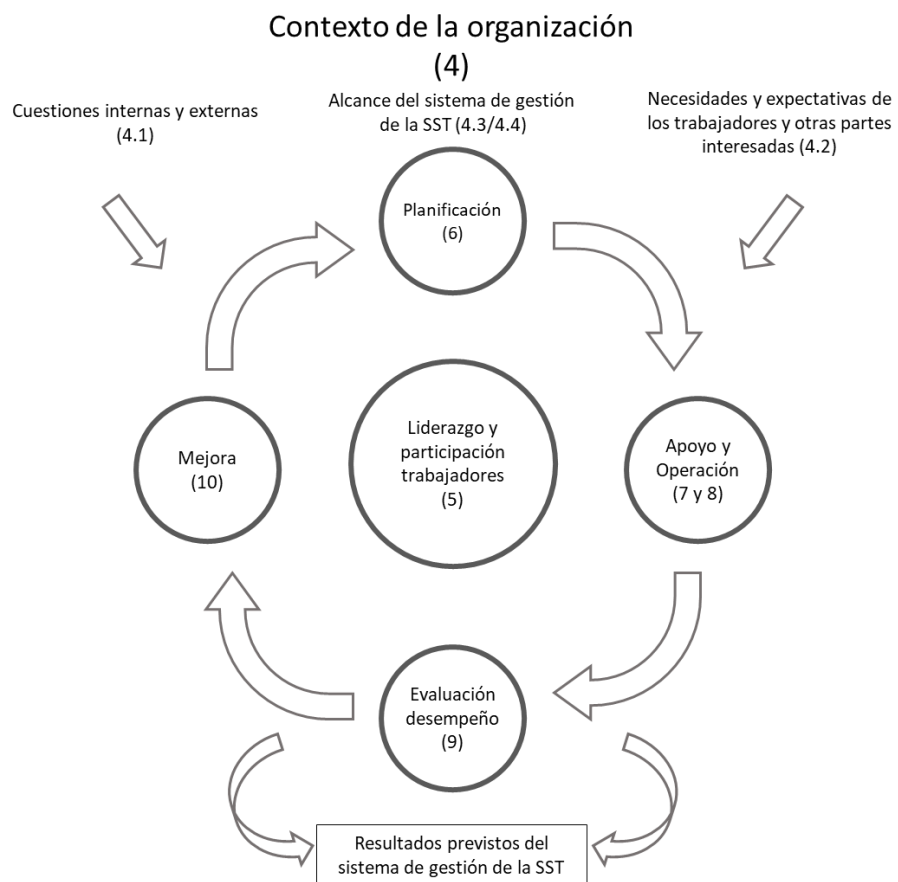 Contexto de la organización
(4)
Cuestiones internas y externas
(4.1)
Alcance del sistema de gestión
de la SST (4.3/4.4)
Necesidades y expectativas de
los trabajadores y otras partes
interesadas (4.2)
Planificación
(6)
Mejora
(10)
Liderazgo y
participación
trabajadores
(5)
Apoyo y
Operación
(7 y 8)
Evaluación
desempeño
(9)
Resultados previstos del
sistema de gestión de la SST